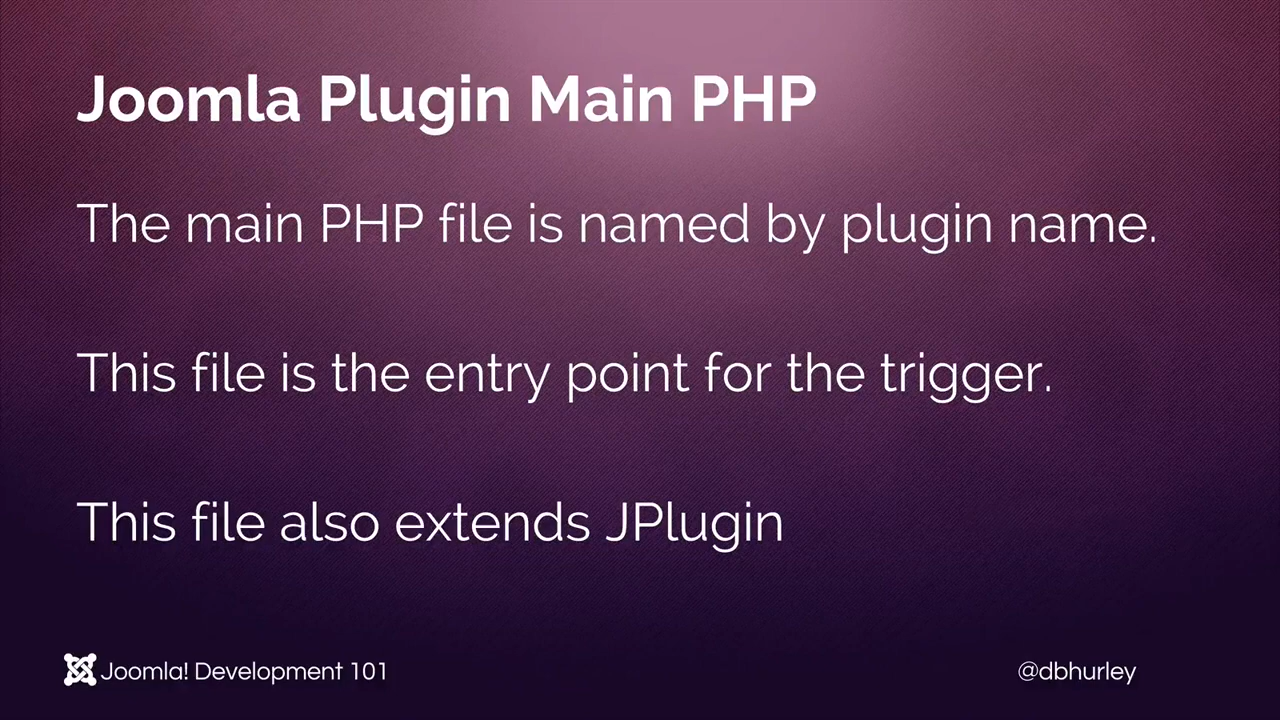 Joomla Plugin Main PHP
The main PHP file is named by plugin name.
This file is the entry point for the trigger.
This file also extends JPlugin
Joomla! Development 101
@dbhurley